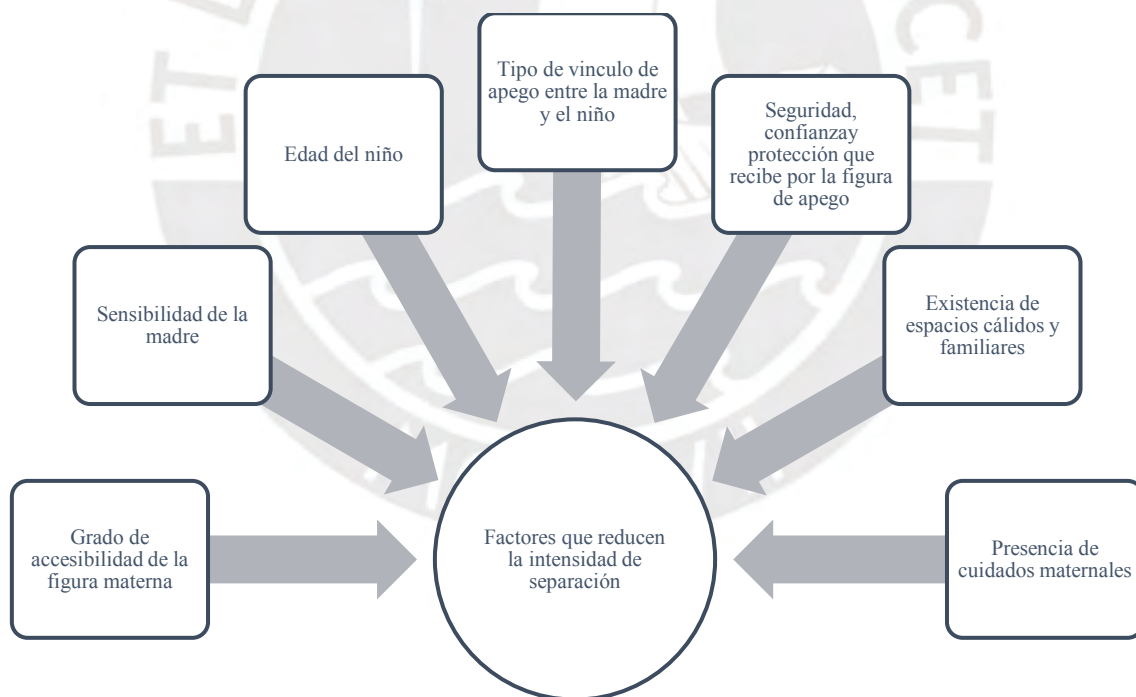 Tipo de vinculo de
apego entre la madre
y el niño
Seguridad,
confianzay
protección que
recibe por la figura
de apego
Edad del niño
Existencia de
espacios cálidos y
familiares
Sensibilidad de la
madre
Grado de
accesibilidad de la
figura materna
Factores que reducen
la intensidad de
separación
Presencia de
cuidados maternales